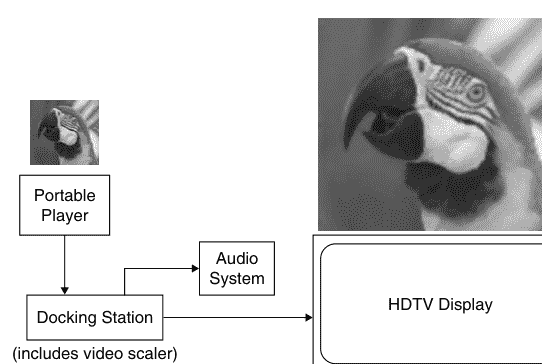 Portable
Player
Audio
System
Docking Station
(includes video scaler)
HDTV Display